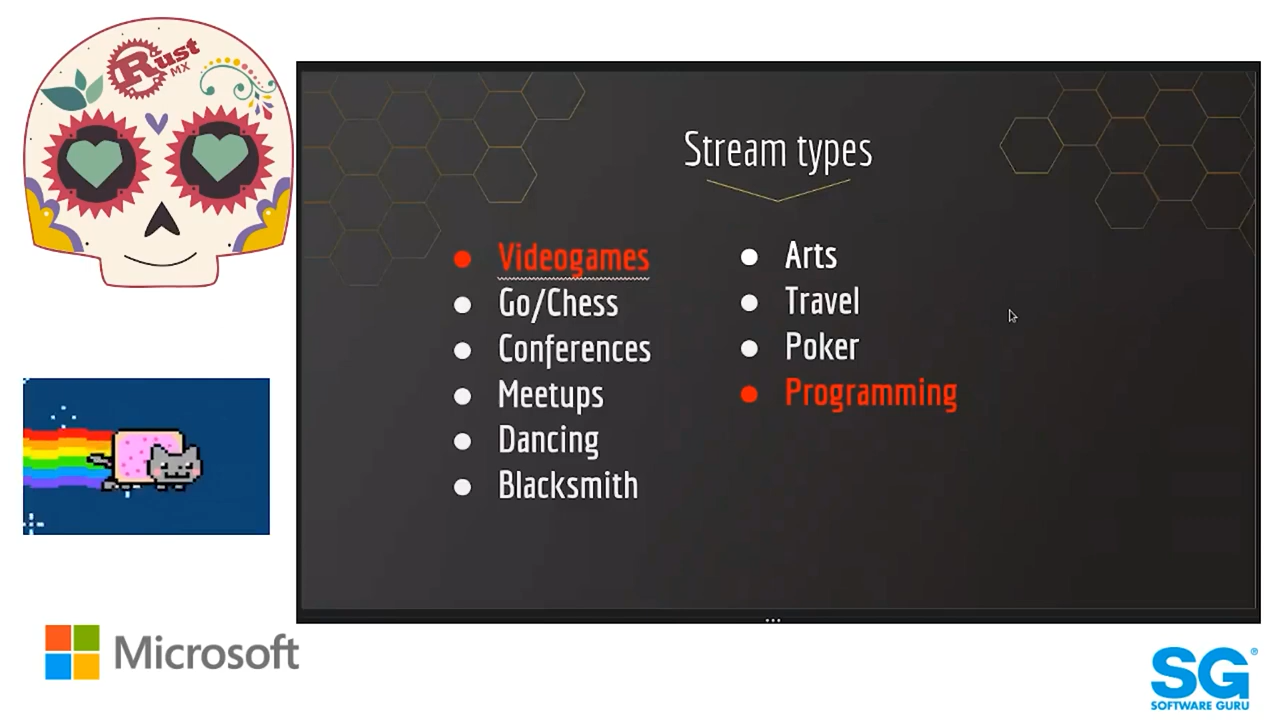 Rust
MX
Stream types
Videogames
Go/Chess
Conferences
Meetups
Dancing
Blacksmith
Arts
Travel
Poker
Programming
Microsoft
SG®
SOFTWARE GURU